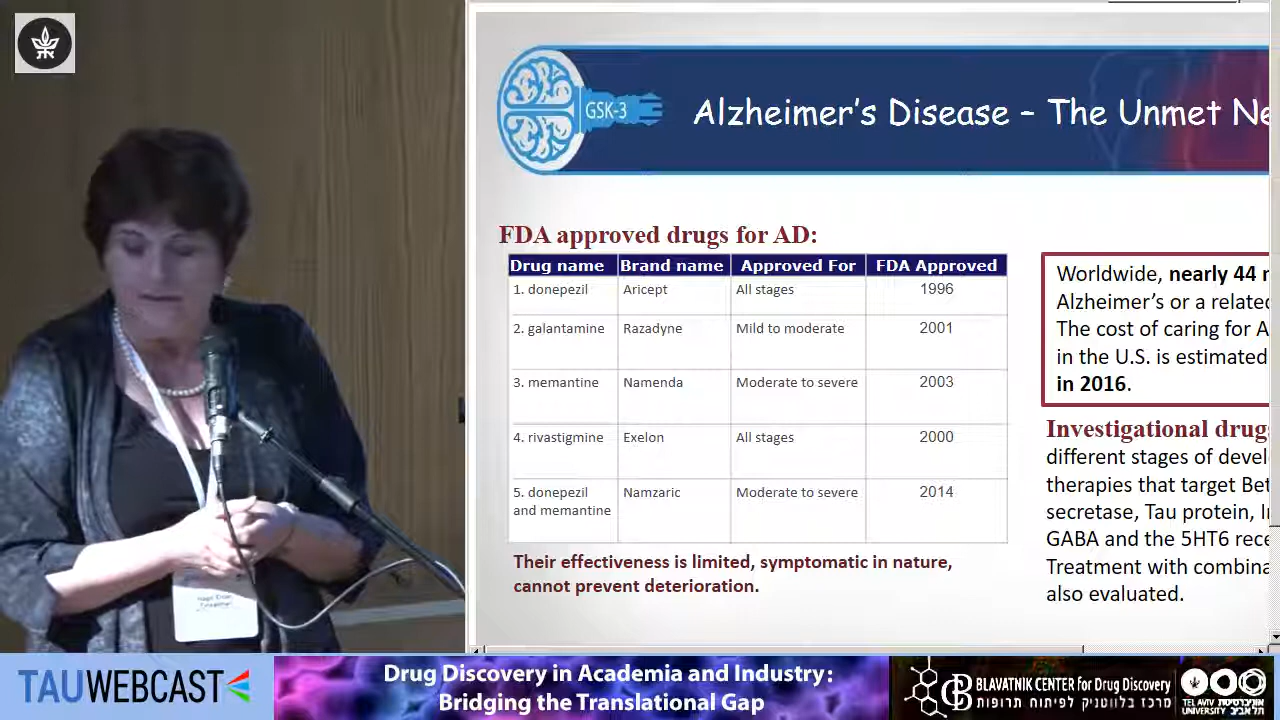 GSK-3
Alzheimer's Disease – The Unmet Ne
FDA approved drugs for AD:
Drug name Brand name Approved For FDA Approved
1. donepezil Aricept All stages 1996
2. galantamine Razadyne Mild to moderate 2001
3. memantine Namenda Moderate to severe 2003
4. rivastigmine Exelon All stages 2000
5. donepezil Namzaric Moderate to severe 2014
and memantine
Their effectiveness is limited, symptomatic in nature,
cannot prevent deterioration.
Worldwide, nearly 44 m
Alzheimer's or a related
The cost of caring for A
in the U.S. is estimated
in 2016.
Investigational drug
different stages of devel
therapies that target Bet
secretase, Tau protein, I
GABA and the 5HT6 rece
Treatment with combina
also evaluated.
TAUWEBCAST
Drug Discovery in Academia and Industry:
Bridging the Translational Gap
BLAVATNIK CENTER for Drug Discovery
מרכז בלווטניק לפיתוח תרופות
TEL AVIV אוניברסיטת
UNIVERSITY תל אביב